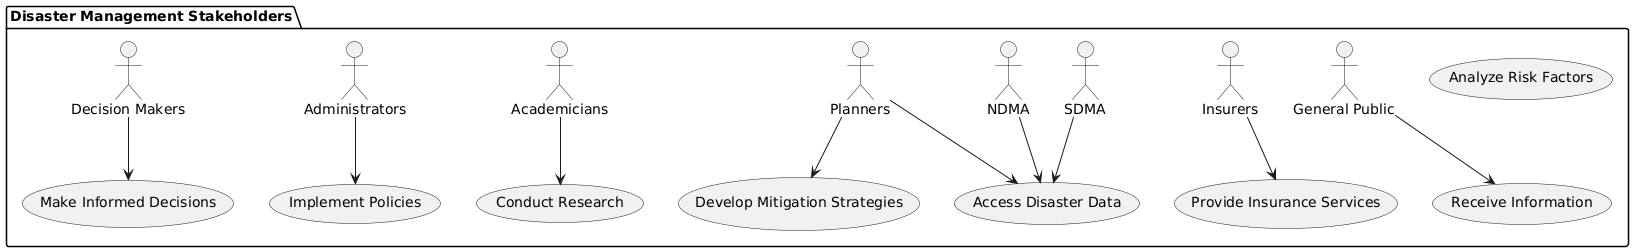 Disaster Management Stakeholders
Analyze Risk Factors
Decision Makers
Administrators
Academicians
Planners
NDMA
SDMA
Insurers
General Public
Make Informed Decisions
Implement Policies
Conduct Research
Develop Mitigation Strategies
Access Disaster Data
Provide Insurance Services
Receive Information